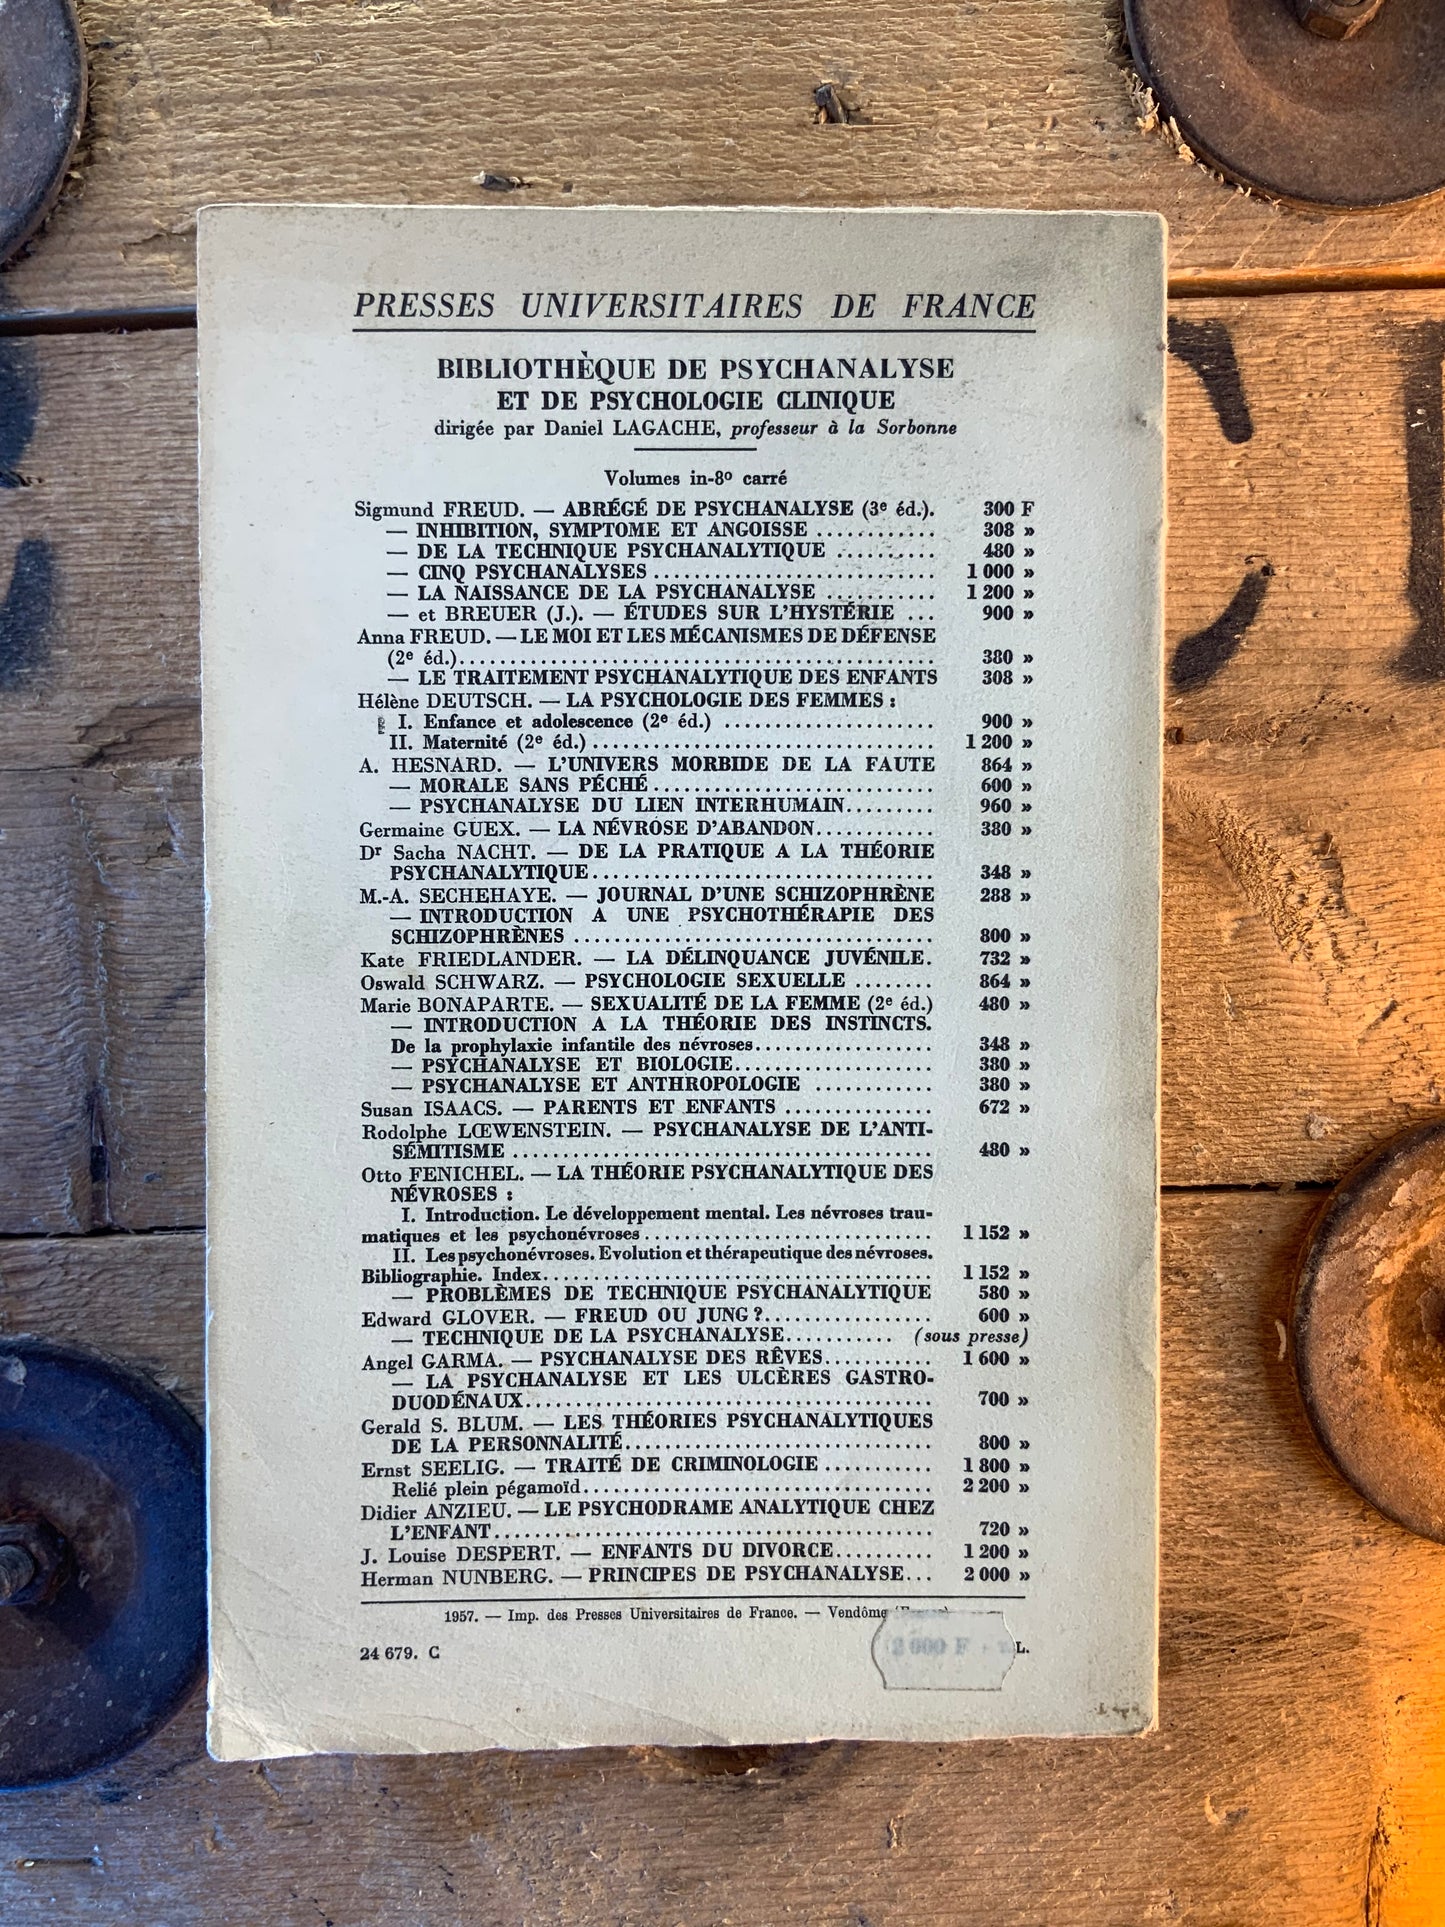 PRESSES UNIVERSITAIRES DE FRANCE
BIBLIOTHÈQUE DE PSYCHANALYSE
ET DE PSYCHOLOGIE CLINIQUE
dirigée par Daniel LAGACHE, professeur à la Sorbonne
Volumes in-8º carré
Sigmund FREUD. — ABRÉGÉ DE PSYCHANALYSE (3e éd.). 300 F
— INHIBITION, SYMPTOME ET ANGOISSE ............ 308 »
— DE LA TECHNIQUE PSYCHANALYTIQUE .......... 480 »
— CINQ PSYCHANALYSES ............................ 1 000 »
— LA NAISSANCE DE LA PSYCHANALYSE ........... 1 200 »
— et BREUER (J.). — ÉTUDES SUR L'HYSTÉRIE ... 900 »
Anna FREUD. — LE MOI ET LES MÉCANISMES DE DÉFENSE
(2e éd.)............................................... 380 »
— LE TRAITEMENT PSYCHANALYTIQUE DES ENFANTS 308 »
Hélène DEUTSCH. — LA PSYCHOLOGIE DES FEMMES :
I. Enfance et adolescence (2e éd.) ..................... 900 »
II. Maternité (2e éd.) .................................. 1 200 »
A. HESNARD. — L'UNIVERS MORBIDE DE LA FAUTE 864 »
— MORALE SANS PÉCHÉ ............................ 600 »
— PSYCHANALYSE DU LIEN INTERHUMAIN......... 960 »
Germaine GUEX. — LA NÉVROSE D'ABANDON............ 380 »
Dr Sacha NACHT. — DE LA PRATIQUE A LA THÉORIE
PSYCHANALYTIQUE.................................. 348 »
M.-A. SECHEHAYE. — JOURNAL D'UNE SCHIZOPHRÈNE 288 »
— INTRODUCTION A UNE PSYCHOTHÉRAPIE DES
SCHIZOPHRÈNES .................................... 800 »
Kate FRIEDLANDER. — LA DÉLINQUANCE JUVÉNILE. 732 »
Oswald SCHWARZ. — PSYCHOLOGIE SEXUELLE ........ 864 »
Marie BONAPARTE. — SEXUALITÉ DE LA FEMME (2e éd.) 480 »
— INTRODUCTION A LA THÉORIE DES INSTINCTS.
De la prophylaxie infantile des névroses.................. 348 »
— PSYCHANALYSE ET BIOLOGIE.................... 380 »
— PSYCHANALYSE ET ANTHROPOLOGIE ............ 380 »
Susan ISAACS. — PARENTS ET ENFANTS ............... 672 »
Rodolphe LŒWENSTEIN. — PSYCHANALYSE DE L'ANTI-
SÉMITISME .......................................... 480 »
Otto FENICHEL. — LA THÉORIE PSYCHANALYTIQUE DES
NÉVROSES :
I. Introduction. Le développement mental. Les névroses trau-
matiques et les psychonévroses ............................. 1 152 »
II. Les psychonévroses. Evolution et thérapeutique des névroses.
Bibliographie. Index....................................... 1 152 »
— PROBLÈMES DE TECHNIQUE PSYCHANALYTIQUE 580 »
Edward GLOVER. — FREUD OU JUNG ?................. 600 »
— TECHNIQUE DE LA PSYCHANALYSE........... (sous presse)
Angel GARMA. — PSYCHANALYSE DES RÊVES........... 1 600 »
— LA PSYCHANALYSE ET LES ULCÈRES GASTRO-
DUODÉNAUX......................................... 700 »
Gerald S. BLUM. — LES THÉORIES PSYCHANALYTIQUES
DE LA PERSONNALITÉ............................... 800 »
Ernst SEELIG. — TRAITÉ DE CRIMINOLOGIE ........... 1 800 »
Relié plein pégamoïd................................... 2 200 »
Didier ANZIEU. — LE PSYCHODRAME ANALYTIQUE CHEZ
L'ENFANT............................................ 720 »
J. Louise DESPERT. — ENFANTS DU DIVORCE.......... 1 200 »
Herman NUNBERG. — PRINCIPES DE PSYCHANALYSE... 2 000 »
1957. — Imp. des Presses Universitaires de France. — Vendôme
24 679. C
2 000 F
L.